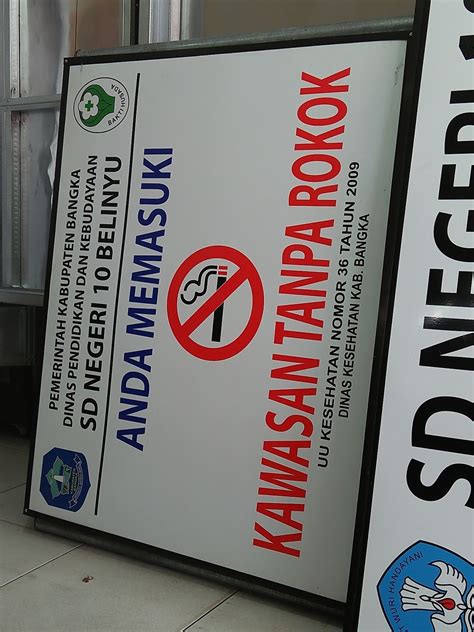 PEMERINTAH KABUPATEN BANGKA
DINAS PENDIDIKAN DAN KEBUDAYAAN
SD NEGERI 10 BELINYU
BAKTI HUSADA
ANDA MEMASUKI
KAWASAN TANPA ROKOK
UU KESEHATAN NOMOR 36 TAHUN 2009
DINAS KESEHATAN KAB. BANGKA
SD NEGERI
WURI HANDAYANI